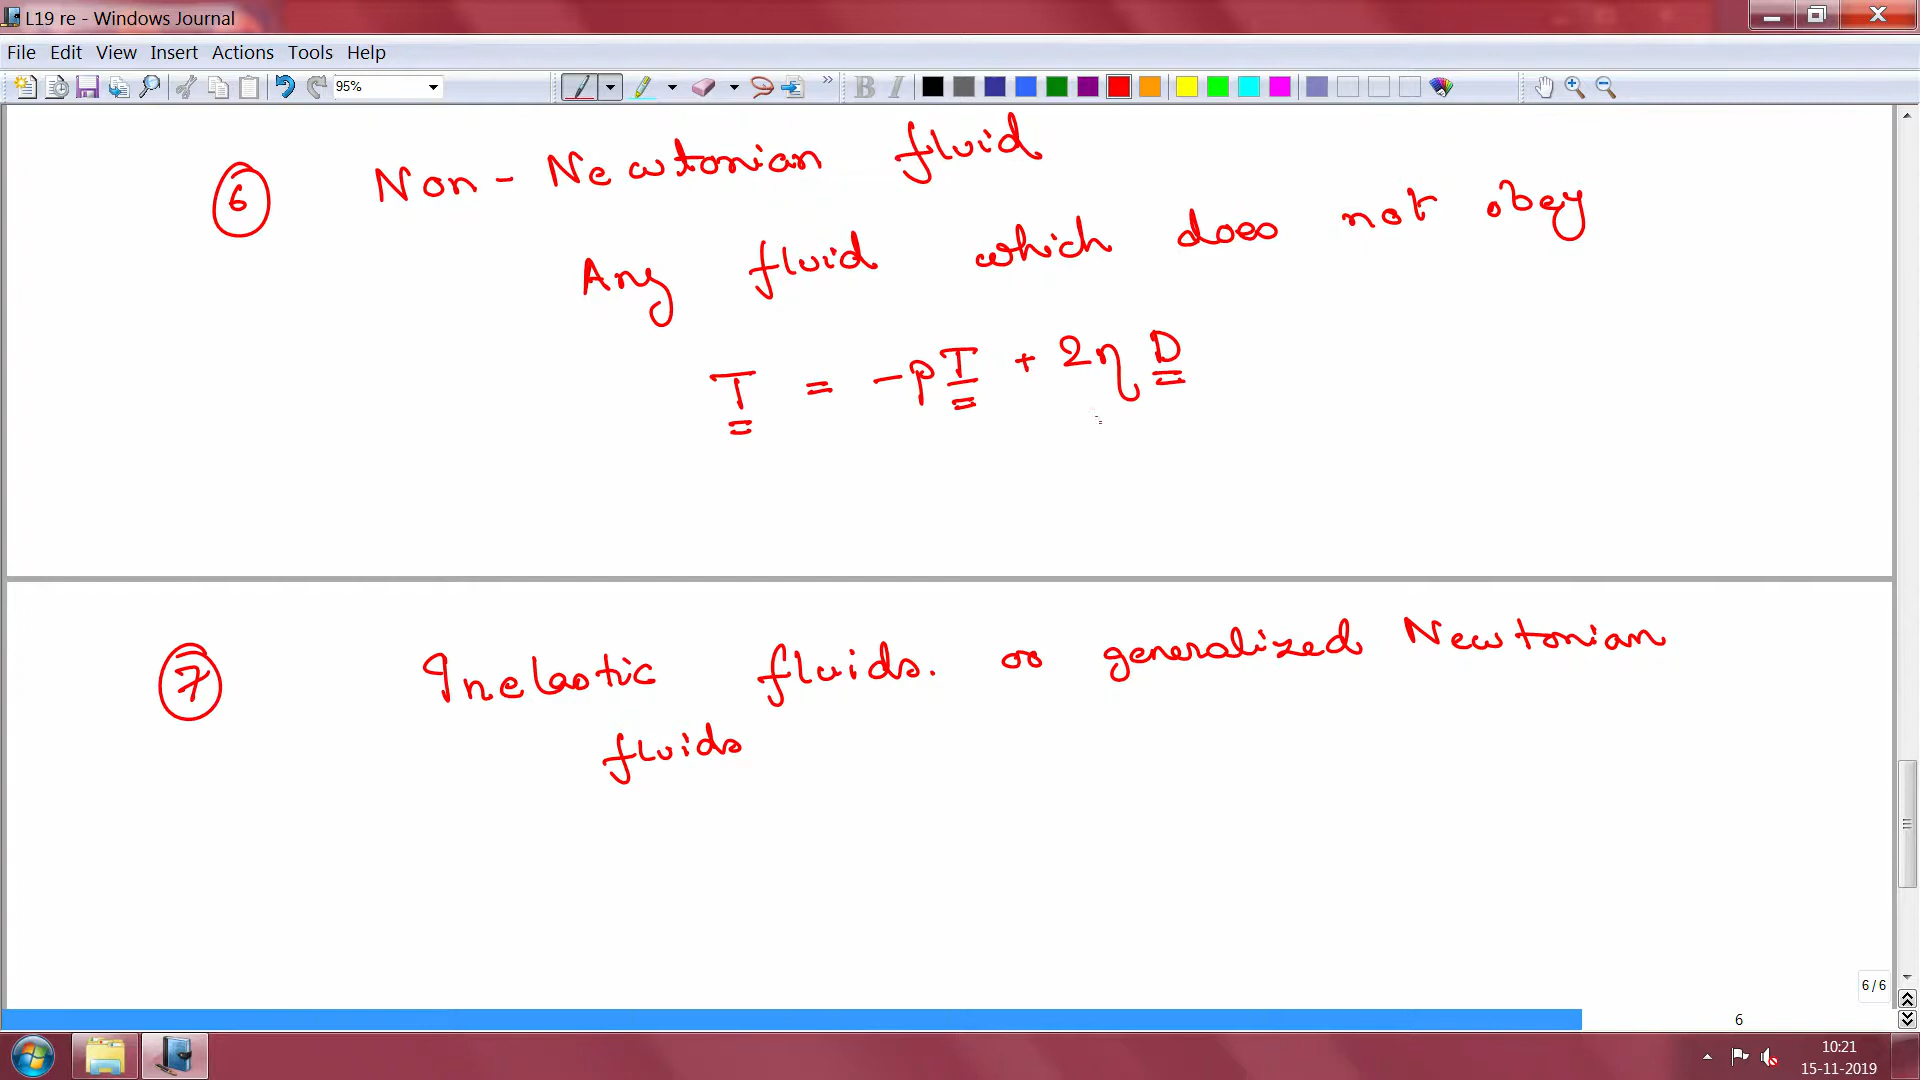 L19 re - Windows Journal
File Edit View Insert Actions Tools Help
95%
6 Non-Newtonian fluid
Any fluid which does not obey
T = -pT + 2ηD
7 Inelastic fluids. or generalized Newtonian
fluids
6 / 6
6
10:21
15-11-2019